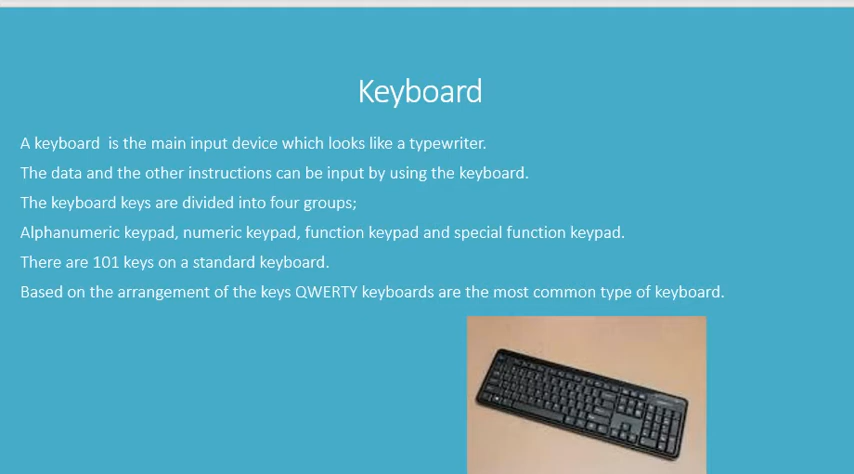 Keyboard
A keyboard  is the main input device which looks like a typewriter.
The data and the other instructions can be input by using the keyboard.
The keyboard keys are divided into four groups;
Alphanumeric keypad, numeric keypad, function keypad and special function keypad.
There are 101 keys on a standard keyboard.
Based on the arrangement of the keys QWERTY keyboards are the most common type of keyboard.